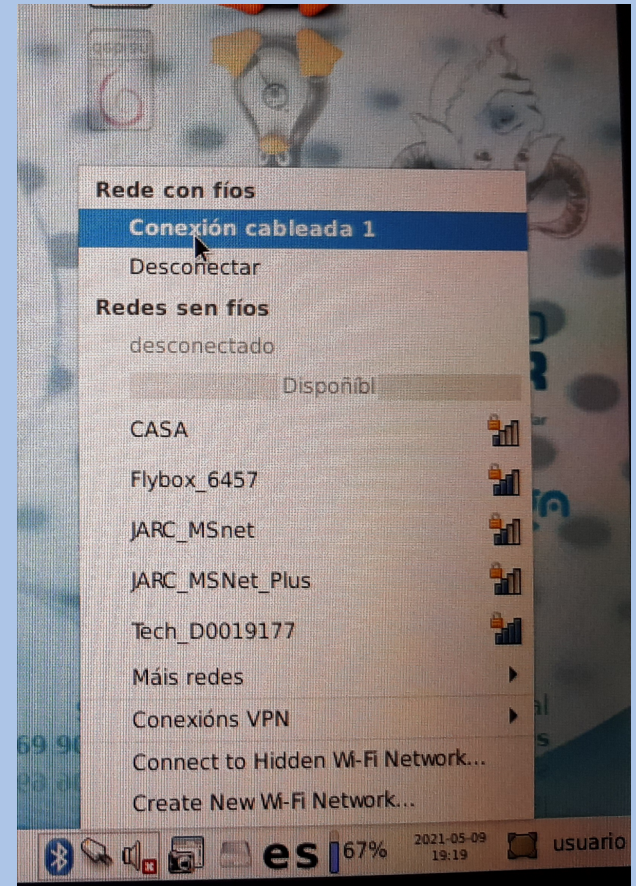 Rede con fíos
Conexión cableada 1
Desconectar
Redes sen fíos
desconectado
Dispoñíbl
CASA
Flybox_6457
JARC_MSnet
JARC_MSNet_Plus
Tech_D0019177
Máis redes
Conexións VPN
Connect to Hidden Wi-Fi Network...
Create New Wi-Fi Network...
es
67%
2021-05-09
19:19
usuario